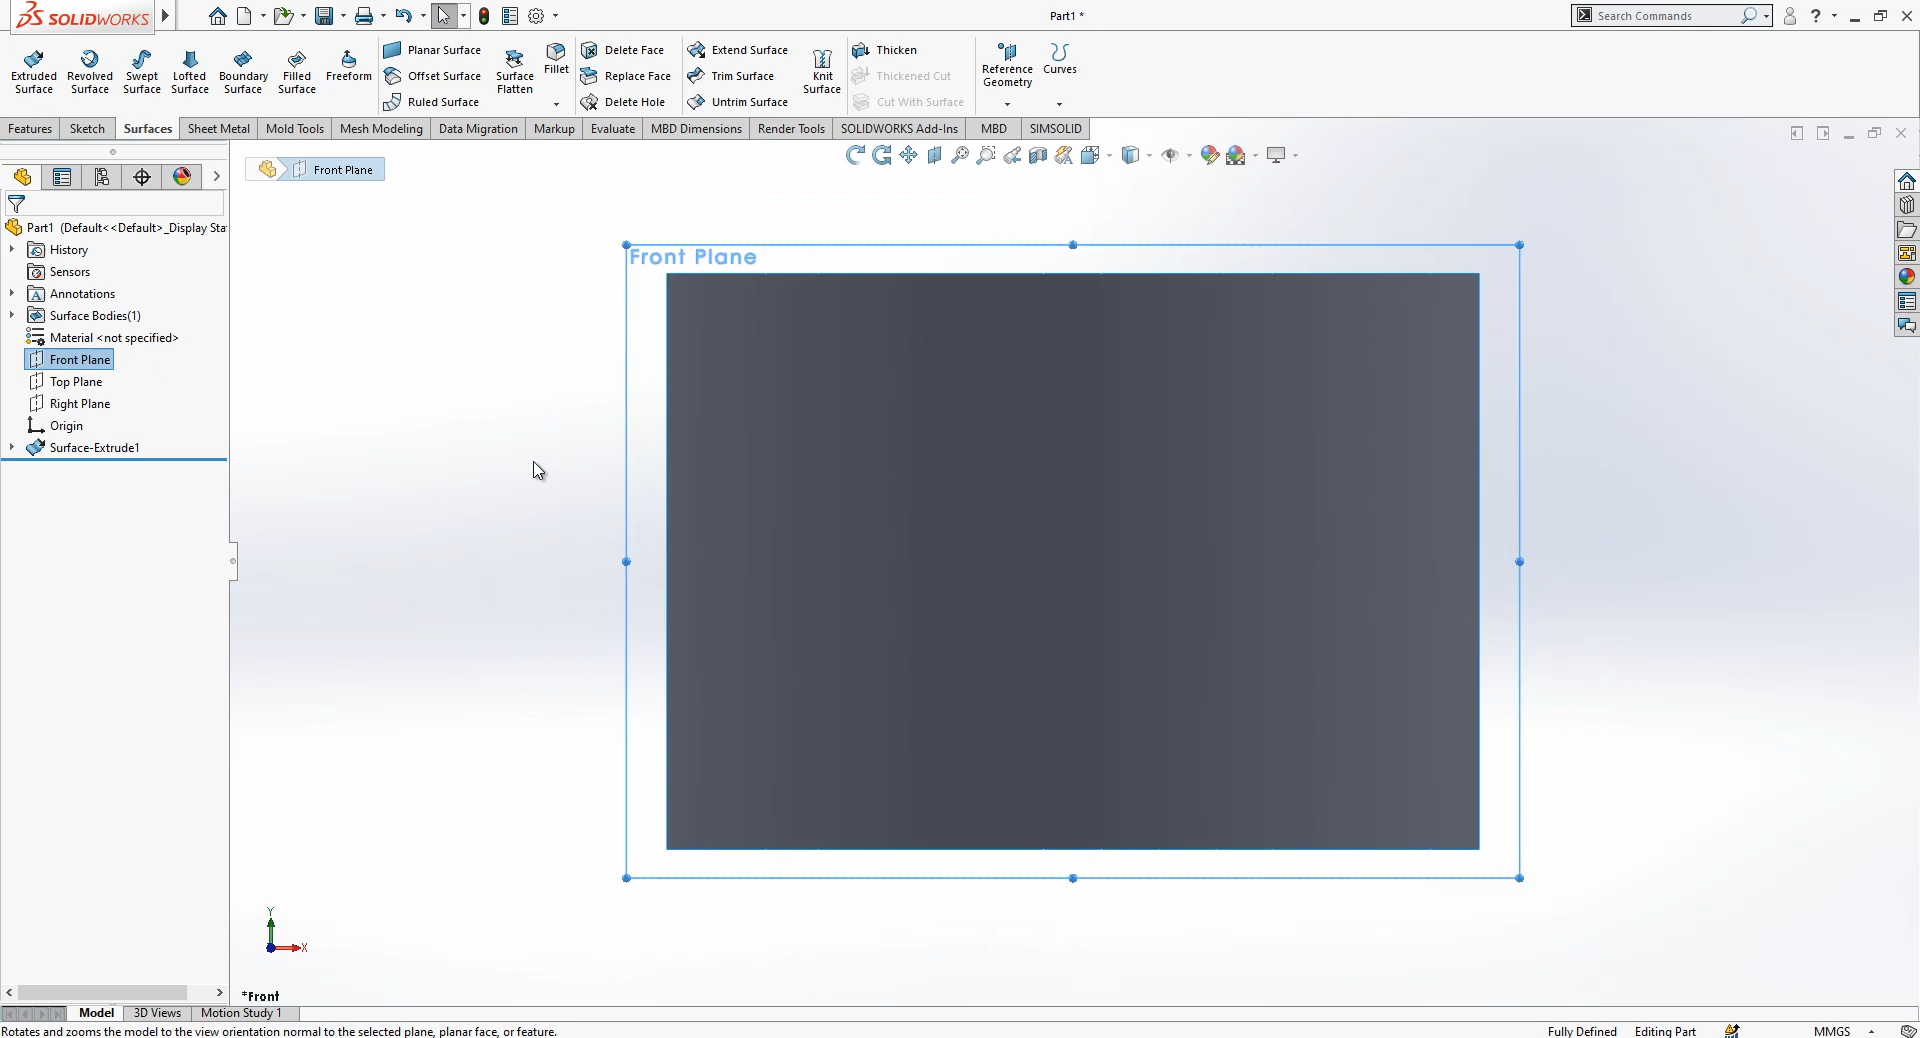 SOLIDWORKS
Part1 *
Search Commands
?
Extruded Surface
Revolved Surface
Swept Surface
Lofted Surface
Boundary Surface
Filled Surface
Freeform
Planar Surface
Offset Surface
Ruled Surface
Surface Flatten
Fillet
Delete Face
Replace Face
Delete Hole
Extend Surface
Trim Surface
Untrim Surface
Knit Surface
Thicken
Thickened Cut
Cut With Surface
Reference Geometry
Curves
Features
Sketch
Surfaces
Sheet Metal
Mold Tools
Mesh Modeling
Data Migration
Markup
Evaluate
MBD Dimensions
Render Tools
SOLIDWORKS Add-Ins
MBD
SIMSOLID
Front Plane
Part1 (Default<<Default>_Display Sta
History
Sensors
Annotations
Surface Bodies(1)
Material <not specified>
Front Plane
Top Plane
Right Plane
Origin
Surface-Extrude1
Front Plane
Y
X
*Front
Model
3D Views
Motion Study 1
Rotates and zooms the model to the view orientation normal to the selected plane, planar face, or feature.
Fully Defined
Editing Part
MMGS